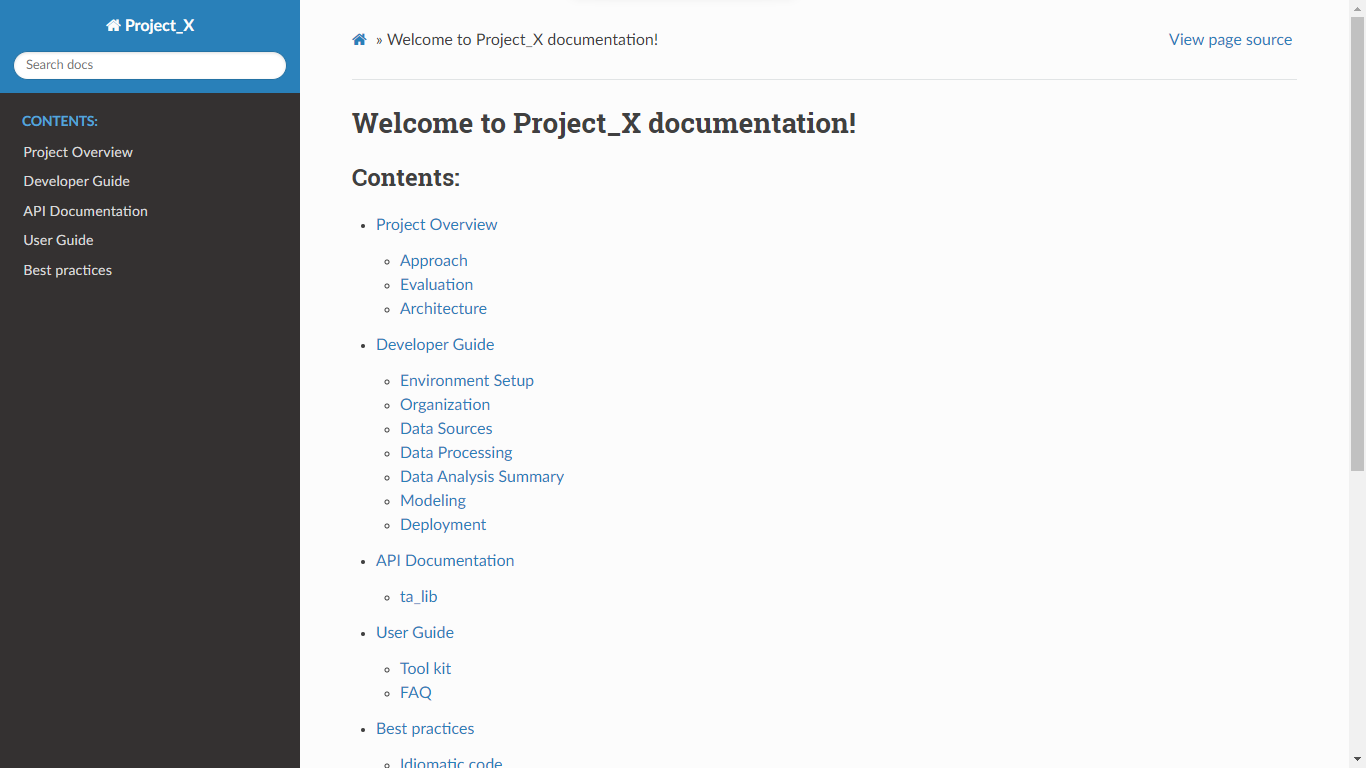 Project_X
Search docs
CONTENTS:
Project Overview
Developer Guide
API Documentation
User Guide
Best practices
» Welcome to Project_X documentation!
View page source
Welcome to Project_X documentation!
Contents:
Project Overview
Approach
Evaluation
Architecture
Developer Guide
Environment Setup
Organization
Data Sources
Data Processing
Data Analysis Summary
Modeling
Deployment
API Documentation
ta_lib
User Guide
Tool kit
FAQ
Best practices
Idiomatic code